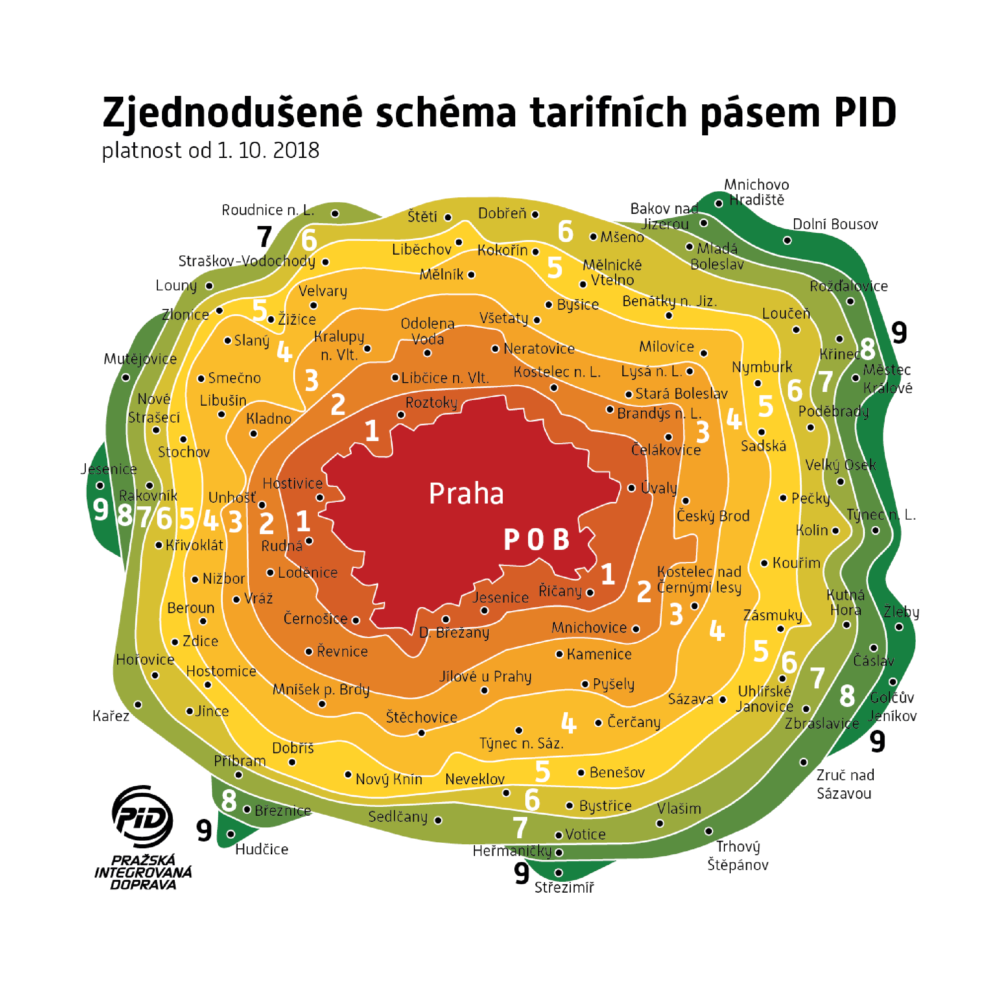 Zjednodušené schéma tarifních pásem PID
platnost od 1. 10. 2018
Mnichovo
Hradiště
Roudnice n. L.
Štětí
Dobřeň
Bakov nad
Jizerou
Dolní Bousov
7
6
6
Mšeno
Liběchov
Kokořín
Mladá
Boleslav
Straškov-Vodochody
5
Mělnické
Vtelno
Mělník
Louny
Velvary
Rožďalovice
Byšice
Benátky n. Jiz.
Zlonice
5
Žižíce
Všetaty
Loučeň
Odolena
Voda
9
Slaný
4
Kralupy
n. Vlt.
Neratovice
Milovice
Křinec
8
Mutějovice
Smečno
3
Libčice n. Vlt.
Kostelec n. L.
Lysá n. L.
Nymburk
6
7
Městec
Králové
Nové
Strašecí
Libušín
2
Roztoky
Stará Boleslav
5
Poděbrady
Kladno
1
Brandýs n. L.
3
4
Stochov
Čelákovice
Sadská
Velký Osek
Jesenice
Hostivice
Praha
Úvaly
Rakovník
Unhošť
Pečky
9
8
7
6
5
4
3
2
1
Český Brod
Týnec n. L.
Rudná
P O B
Kolín
Křivoklát
Kouřim
Nižbor
Loděnice
1
Kostelec nad
Černými lesy
Vráž
Jesenice
Říčany
2
Kutná
Hora
Beroun
Černošice
3
Zásmuky
Žleby
D. Břežany
Mnichovice
4
Zdice
Řevnice
Kamenice
5
6
Čáslav
Hořovice
Hostomice
Jílové u Prahy
Pyšely
7
Mníšek p. Brdy
Sázava
Uhlířské
Janovice
8
Golčův
Jeníkov
Kařez
Jince
Štěchovice
4
Čerčany
Zbraslavice
Týnec n. Sáz.
9
Dobříš
Příbram
Nový Knín
Neveklov
5
Benešov
Zruč nad
Sázavou
8
Březnice
6
Bystřice
Vlašim
Sedlčany
7
Votice
9
Hudčice
Heřmaničky
Trhový
Štěpánov
9
Střezimíř
PID
PRAŽSKÁ
INTEGROVANÁ
DOPRAVA